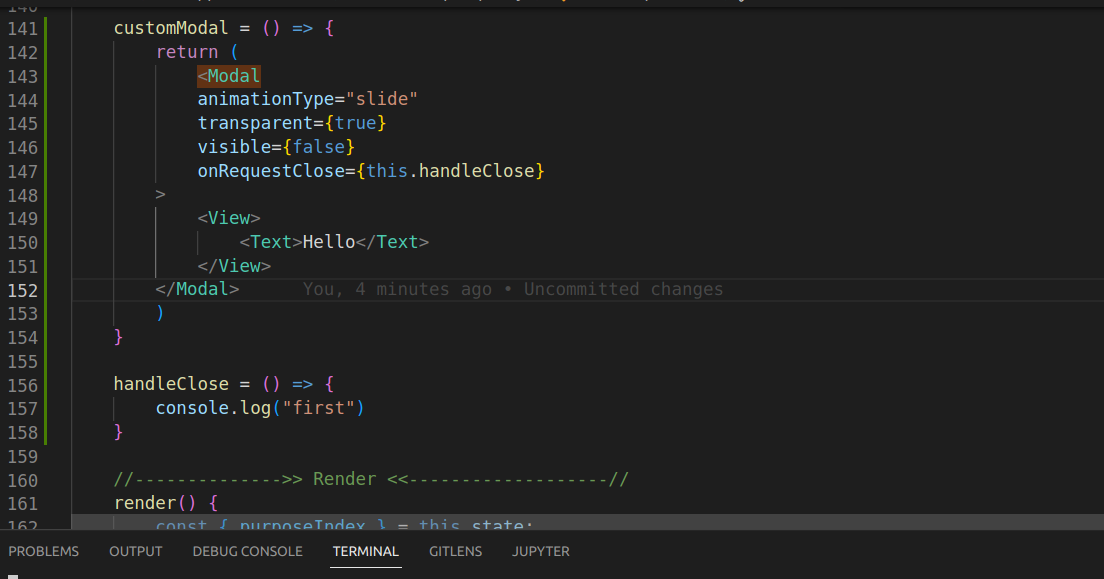 141 customModal = () => {
142 return (
143 <Modal
144 animationType="slide"
145 transparent={true}
146 visible={false}
147 onRequestClose={this.handleClose}
148 >
149 <View>
150 <Text>Hello</Text>
151 </View>
152 </Modal> You, 4 minutes ago • Uncommitted changes
153 )
154 }
155
156 handleClose = () => {
157 console.log("first")
158 }
159
160 //-------------->> Render <<-------------------//
161 render() {
162 const { purposeIndex } = this.state;
PROBLEMS OUTPUT DEBUG CONSOLE TERMINAL GITLENS JUPYTER